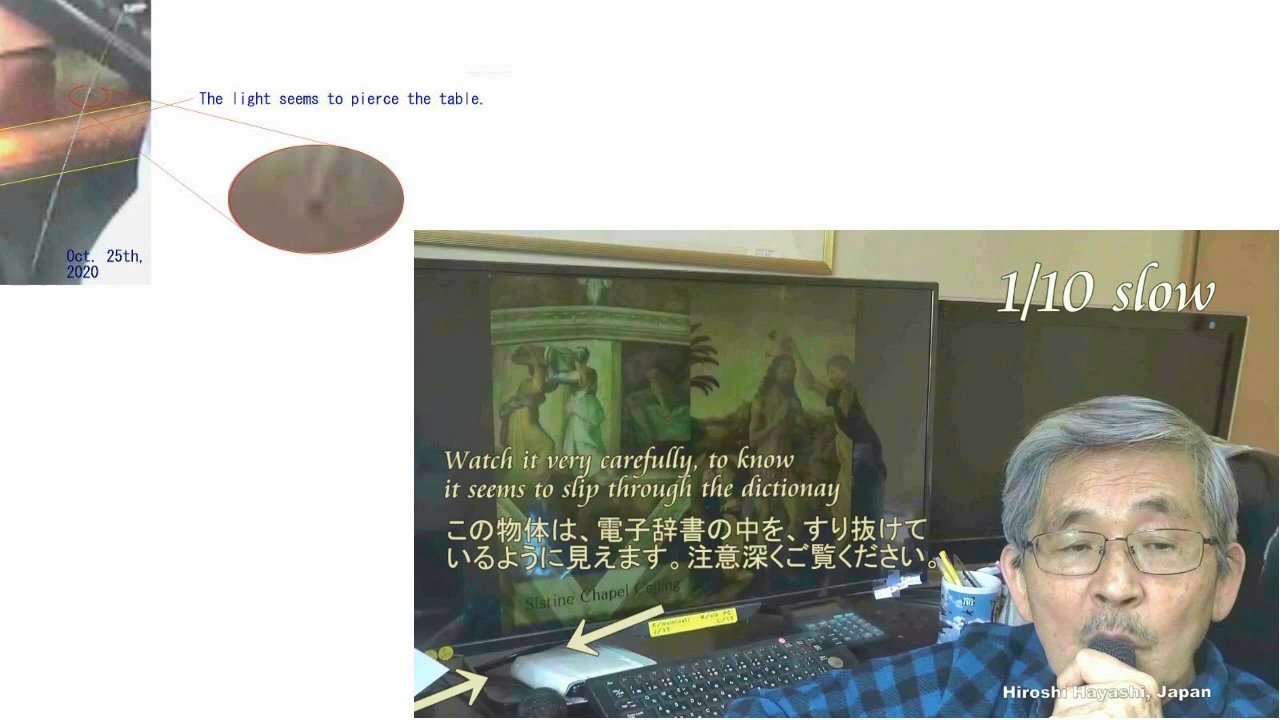 The light seems to pierce the table.
Oct. 25th,
2020
1/10 slow
Watch it very carefully, to know
it seems to slip through the dictionay
この物体は、電子辞書の中を、すり抜けて
いるように見えます。注意深くご覧ください。
Sistine Chapel Ceiling
Hiroshi Hayashi, Japan